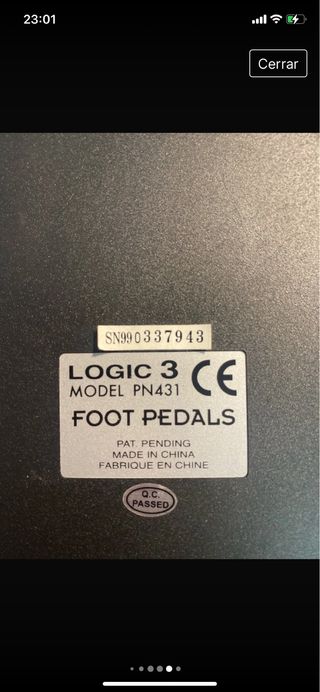 23:01
Cerrar
SN990337943
LOGIC 3
MODEL PN431
CE
FOOT PEDALS
PAT. PENDING
MADE IN CHINA
FABRIQUE EN CHINE
Q.C.
PASSED